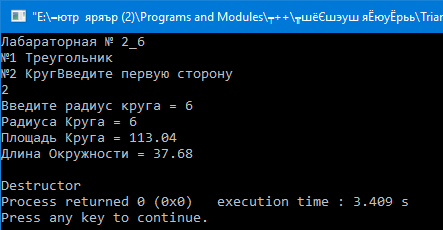 "E:\━ютр яряър (2)\Programs and Modules\┯++\╤шёЄшэуш яЁюуЁрьь\Trian
Лабараторная № 2_6
№1 Треугольник
№2 КругВведите первую сторону
2
Введите радиус круга = 6
Радиуса Круга = 6
Площадь Круга = 113.04
Длина Окружности = 37.68

Destructor
Process returned 0 (0x0)   execution time : 3.409 s
Press any key to continue.